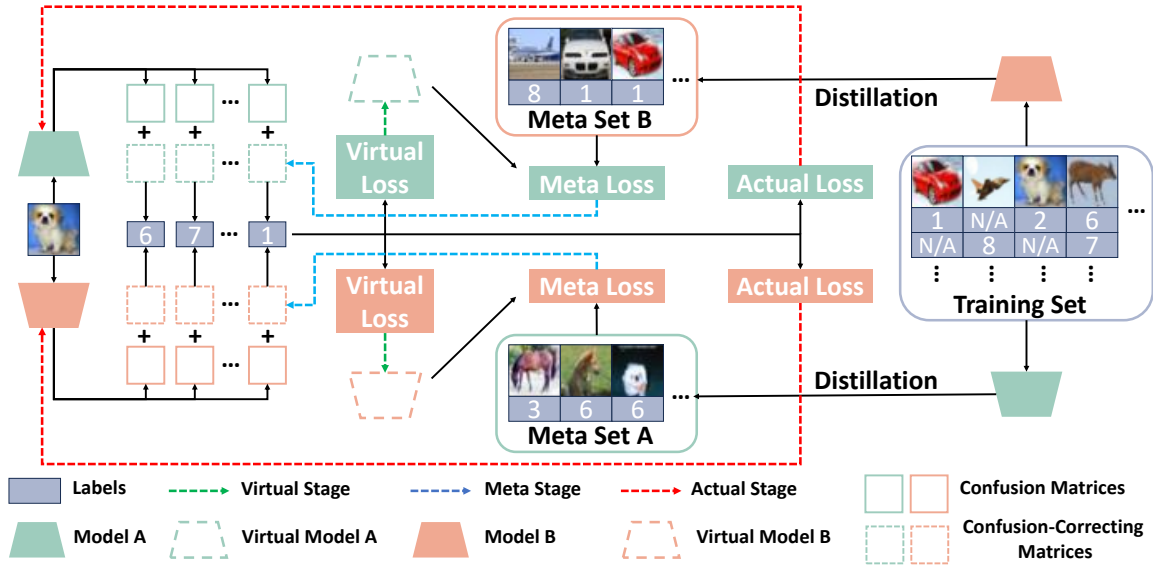 8 1 1 ...
Meta Set B
Distillation
... 
+ + +
...
Virtual
Loss
Meta Loss
Actual Loss
1 N/A 2 6 ...
N/A 8 N/A 7
Training Set
6 7 ... 1
Virtual
Loss
Meta Loss
Actual Loss
...
+ + +
...
Distillation
3 6 6 ...
Meta Set A
Labels
Virtual Stage
Meta Stage
Actual Stage
Confusion Matrices
Model A
Virtual Model A
Model B
Virtual Model B
Confusion-Correcting
Matrices